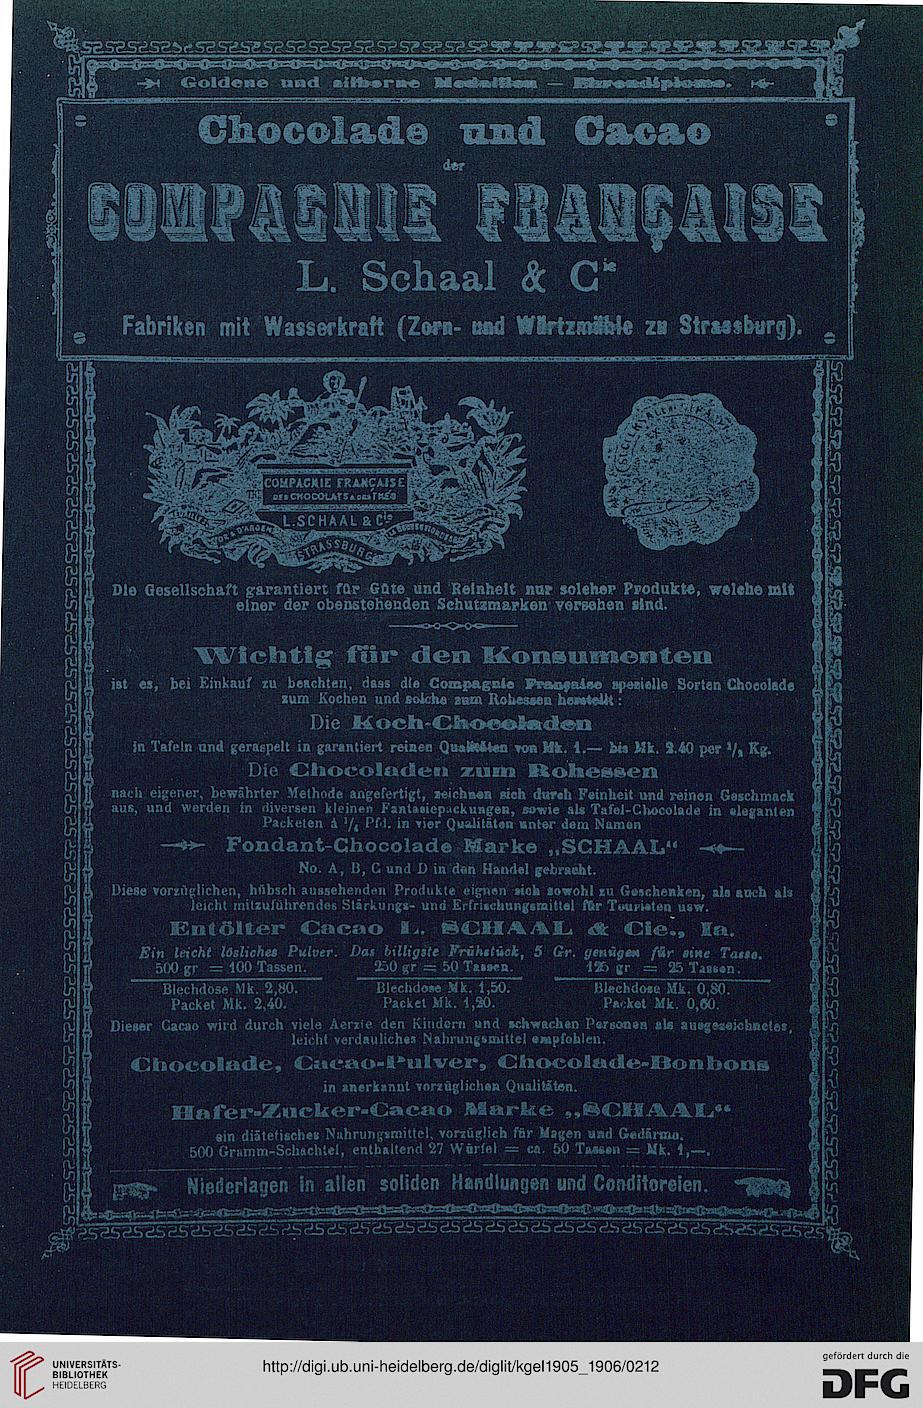 Goldene und silberne Medaillen — Ehrendiplome.
Chocolade und Cacao
der
COMPAGNIE FRANÇAISE
L. Schaal & Cie
Fabriken mit Wasserkraft (Zorn- und Würtzmühle zu Strassburg).
COMPAGNIE FRANÇAISE
DES CHOCOLATS & DES THÉS
L. SCHAAL & Cie
STRASSBURG
Die Gesellschaft garantiert für Güte und Reinheit nur solcher Produkte, welche mit
einer der obenstehenden Schutzmarken versehen sind.
Wichtig für den Konsumenten
ist es, bei Einkauf zu beachten, dass die Compagnie Française spezielle Sorten Chocolade
zum Kochen und solche zum Rohessen herstellt:
Die Koch-Chocoladen
in Tafeln und geraspelt in garantiert reinen Qualitäten von Mk. 1.— bis Mk. 2.40 per 1/2 Kg.
Die Chocoladen zum Rohessen
nach eigener, bewährter Methode angefertigt, zeichnen sich durch Feinheit und reinen Geschmack
aus, und werden in diversen kleinen Fantasiepackungen, sowie als Tafel-Chocolade in eleganten
Packeten à 1/4 Pfd. in vier Qualitäten unter dem Namen
Fondant-Chocolade Marke „SCHAAL“
No. A, B, C und D in den Handel gebracht.
Diese vorzüglichen, hübsch aussehenden Produkte eignen sich sowohl zu Geschenken, als auch als
leicht mitzuführendes Stärkungs- und Erfrischungsmittel für Touristen usw.
Entölter Cacao L. SCHAAL & Cie., Ia.
Ein leicht lösliches Pulver. Das billigste Frühstück, 5 Gr. genügen für eine Tasse.
500 gr = 100 Tassen. 250 gr = 50 Tassen. 125 gr = 25 Tassen.
Blechdose Mk. 2,80. Blechdose Mk. 1,50. Blechdose Mk. 0,80.
Packet Mk. 2,40. Packet Mk. 1,20. Packet Mk. 0,60.
Dieser Cacao wird durch viele Aerzte den Kindern und schwachen Personen als ausgezeichnetes,
leicht verdauliches Nahrungsmittel empfohlen.
Chocolade, Cacao-Pulver, Chocolade-Bonbons
in anerkannt vorzüglichen Qualitäten.
Hafer-Zucker-Cacao Marke „SCHAAL“
ein diätetisches Nahrungsmittel, vorzüglich für Magen und Gedärme.
500 Gramm-Schachtel, enthaltend 27 Würfel = ca. 50 Tassen = Mk. 1,—.
Niederlagen in allen soliden Handlungen und Conditoreien.
UNIVERSITÄTS-
BIBLIOTHEK
HEIDELBERG
http://digi.ub.uni-heidelberg.de/diglit/kgel1905_1906/0212
gefördert durch die
DFG